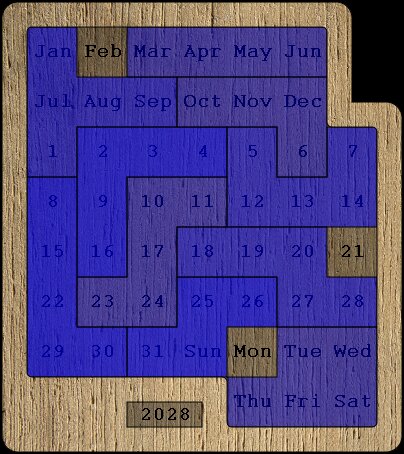 Jan Feb Mar Apr May Jun
Jul Aug Sep Oct Nov Dec
1 2 3 4 5 6 7
8 9 10 11 12 13 14
15 16 17 18 19 20 21
22 23 24 25 26 27 28
29 30 31 Sun Mon Tue Wed
Thu Fri Sat
2028